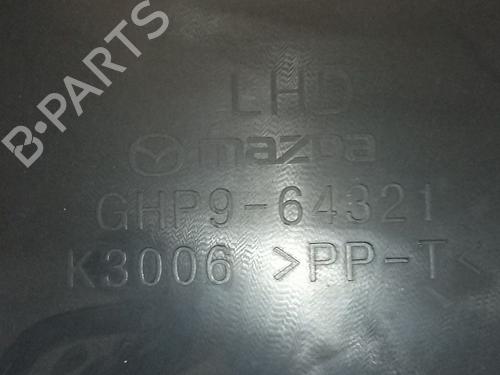 B-PARTS
LHD
mazda
GHP9-64321
K3006 >PP-T<